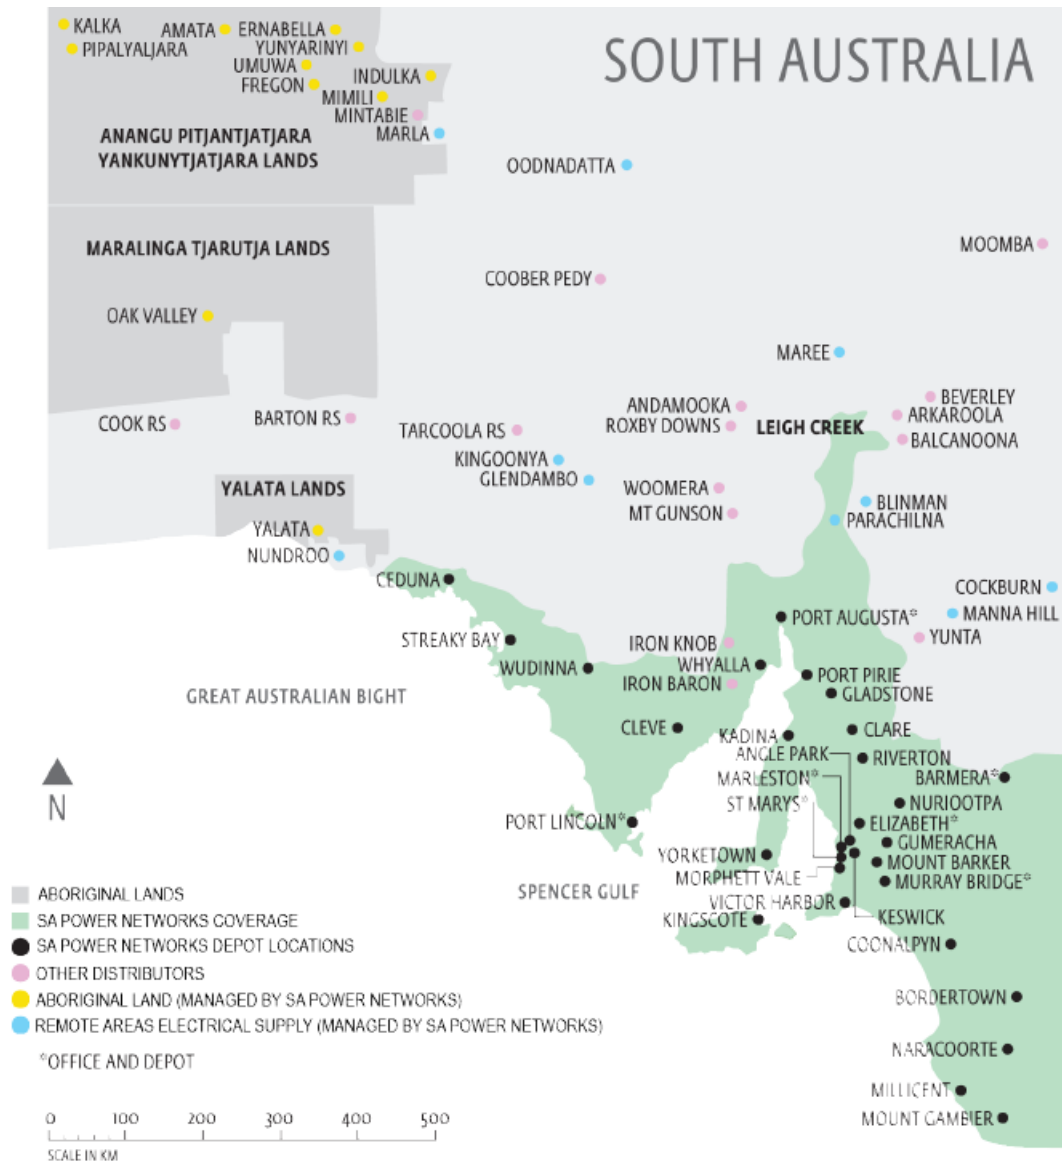 SOUTH AUSTRALIA
KALKA
PIPALYALJARA
AMATA
ERNABELLA
YUNYARINYI
UMUWA
FREGON
INDULKA
MIMILI
MINTABIE
MARLA
ANANGU PITJANTJATJARA
YANKUNYTJATJARA LANDS
OODNADATTA
MARALINGA TJARUTJA LANDS
MOOMBA
COOBER PEDY
OAK VALLEY
MAREE
BEVERLEY
ANDAMOOKA
ARKAROOLA
COOK RS
BARTON RS
TARCOOLA RS
ROXBY DOWNS
LEIGH CREEK
BALCANOONA
KINGOONYA
GLENDAMBO
YALATA LANDS
WOOMERA
BLINMAN
MT GUNSON
PARACHILNA
YALATA
NUNDROO
CEDUNA
COCKBURN
MANNA HILL
PORT AUGUSTA*
STREAKY BAY
IRON KNOB
YUNTA
WUDINNA
WHYALLA
IRON BARON
PORT PIRIE
GREAT AUSTRALIAN BIGHT
GLADSTONE
CLEVE
KADINA
CLARE
ANGLE PARK
RIVERTON
MARLESTON*
BARMERA*
ST MARYS*
NURIOOTPA
N
PORT LINCOLN*
ELIZABETH*
GUMERACHA
YORKETOWN
MOUNT BARKER
MORPHETT VALE
MURRAY BRIDGE*
SPENCER GULF
VICTOR HARBOR
KINGSCOTE
KESWICK
COONALPYN
BORDERTOWN
NARACOORTE
MILLICENT
MOUNT GAMBIER
ABORIGINAL LANDS
SA POWER NETWORKS COVERAGE
SA POWER NETWORKS DEPOT LOCATIONS
OTHER DISTRIBUTORS
ABORIGINAL LAND (MANAGED BY SA POWER NETWORKS)
REMOTE AREAS ELECTRICAL SUPPLY (MANAGED BY SA POWER NETWORKS)
*OFFICE AND DEPOT
0 100 200 300 400 500
SCALE IN KM